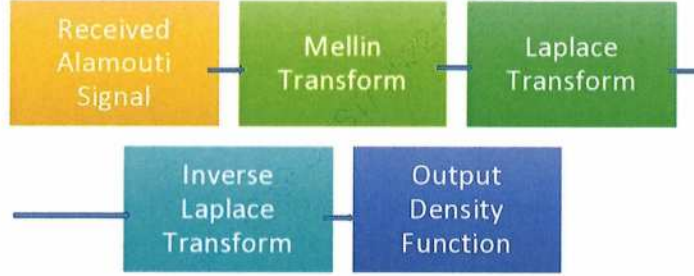 Received
Alamouti
Signal
Mellin
Transform
Laplace
Transform
Inverse
Laplace
Transform
Output
Density
Function